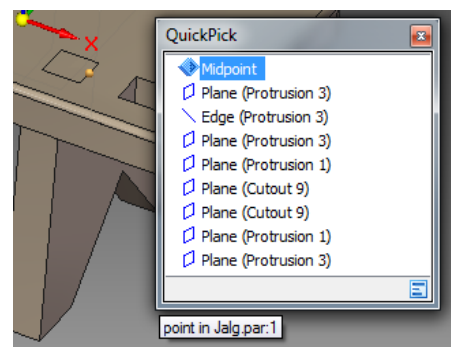 X
QuickPick
Midpoint
Plane (Protrusion 3)
Edge (Protrusion 3)
Plane (Protrusion 3)
Plane (Protrusion 1)
Plane (Cutout 9)
Plane (Cutout 9)
Plane (Protrusion 1)
Plane (Protrusion 3)
point in Jalg.par:1